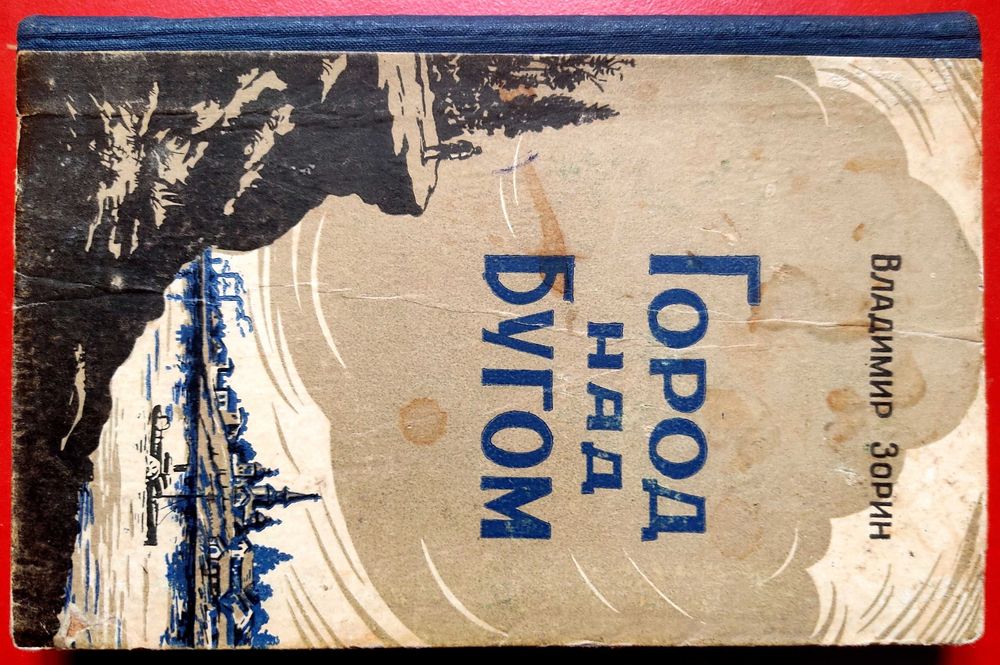 Владимир Зорин
Город
над
Бугом